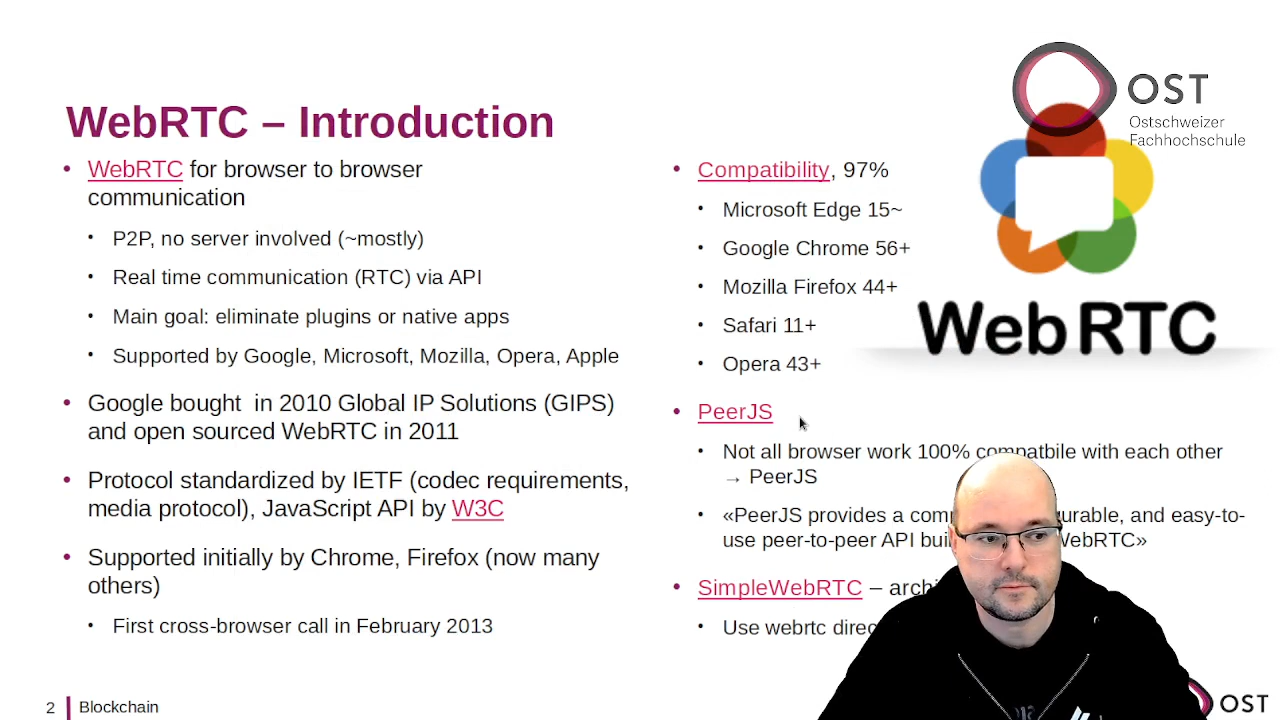 OST
Ostschweizer
Fachhochschule
WebRTC – Introduction
• WebRTC for browser to browser
communication
• P2P, no server involved (~mostly)
• Real time communication (RTC) via API
• Main goal: eliminate plugins or native apps
• Supported by Google, Microsoft, Mozilla, Opera, Apple
• Google bought  in 2010 Global IP Solutions (GIPS)
and open sourced WebRTC in 2011
• Protocol standardized by IETF (codec requirements,
media protocol), JavaScript API by W3C
• Supported initially by Chrome, Firefox (now many
others)
• First cross-browser call in February 2013
• Compatibility, 97%
• Microsoft Edge 15~
• Google Chrome 56+
• Mozilla Firefox 44+
• Safari 11+
• Opera 43+
WebRTC
• PeerJS
• Not all browser work 100% compatbile with each other
→ PeerJS
• «PeerJS provides a and easy-to-
use peer-to-peer API WebRTC»
• SimpleWebRTC –
• Use webrtc
2 Blockchain
OST